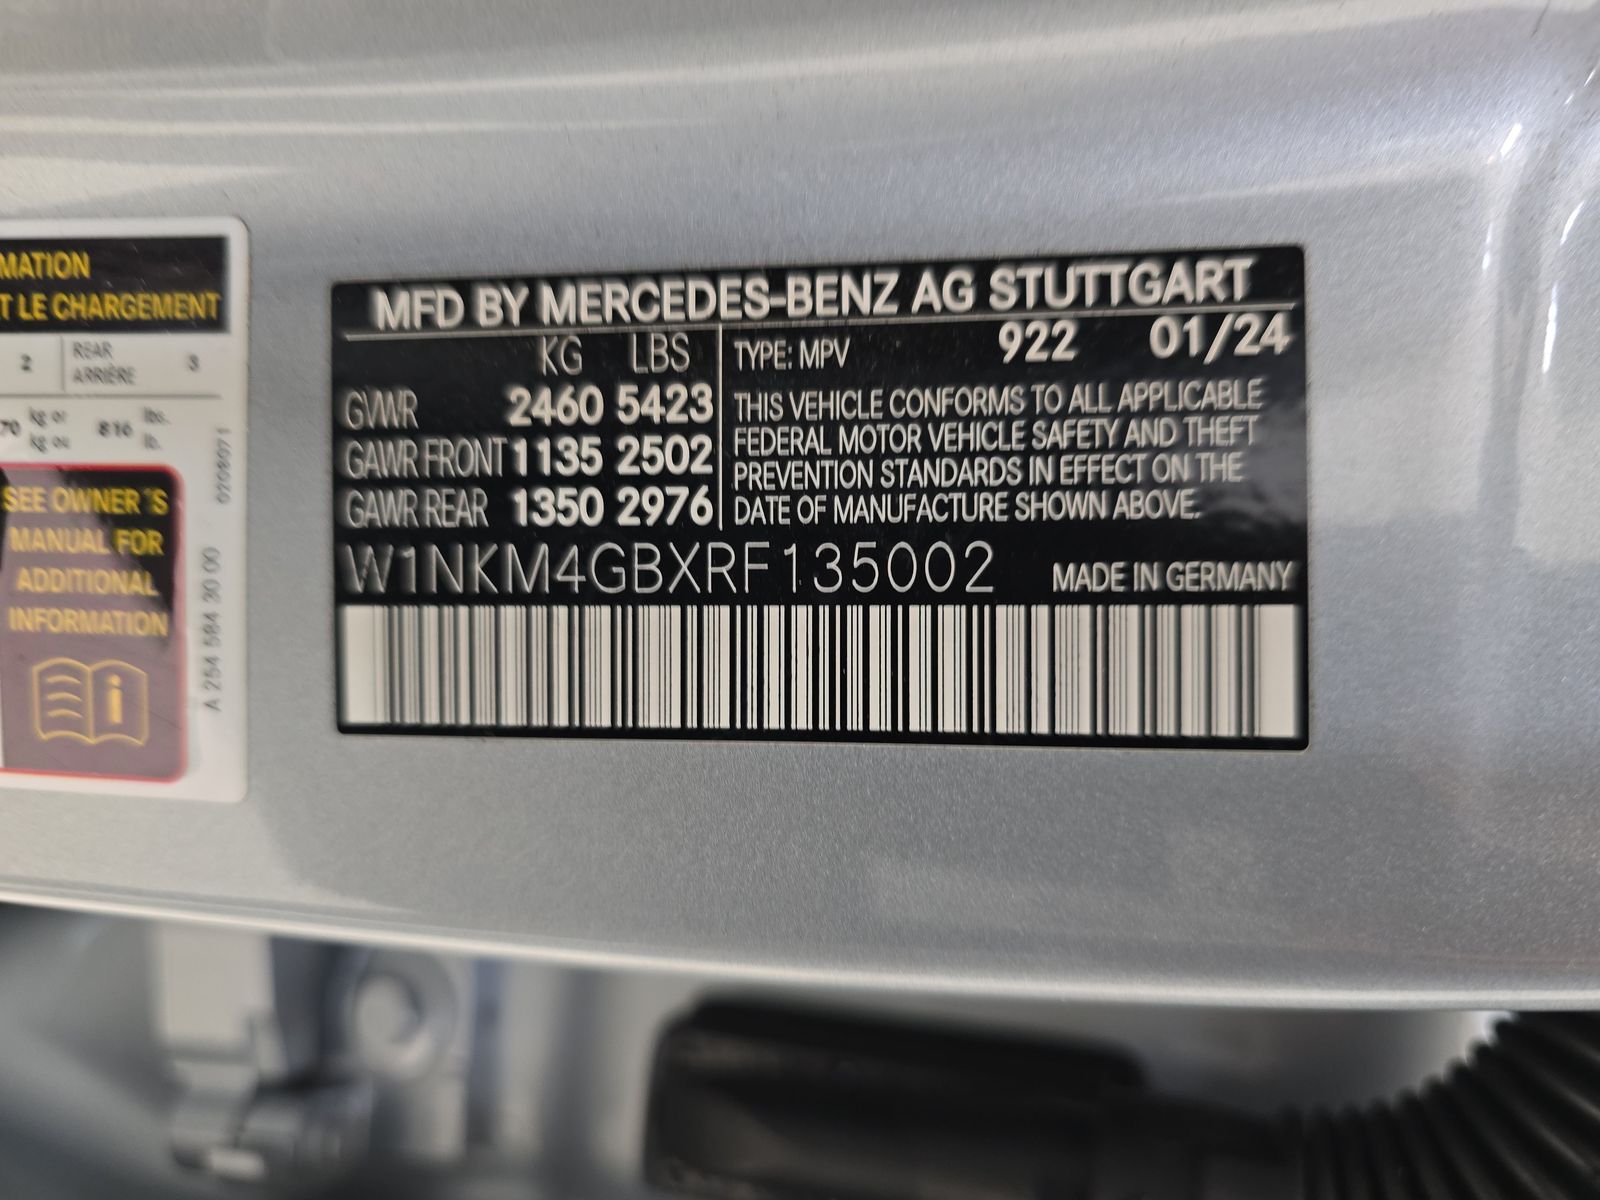 MATION
T LE CHARGEMENT
2 REAR ARRIÈRE 3
70 kg or kg ou 816 lbs. lb.
SEE OWNER´S
MANUAL FOR
ADDITIONAL
INFORMATION
i
0208071
A 254 584 30 00
MFD BY MERCEDES-BENZ AG STUTTGART
KG LBS
GVWR 2460 5423
GAWR FRONT 1135 2502
GAWR REAR 1350 2976
TYPE: MPV 922 01/24
THIS VEHICLE CONFORMS TO ALL APPLICABLE
FEDERAL MOTOR VEHICLE SAFETY AND THEFT
PREVENTION STANDARDS IN EFFECT ON THE
DATE OF MANUFACTURE SHOWN ABOVE.
W1NKM4GBXRF135002 MADE IN GERMANY